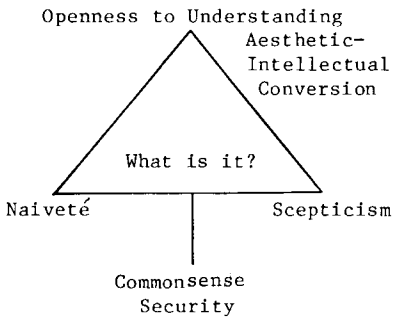 Openness to Understanding
Aesthetic-
Intellectual
Conversion
What is it?
Naiveté
Scepticism
Commonsense
Security